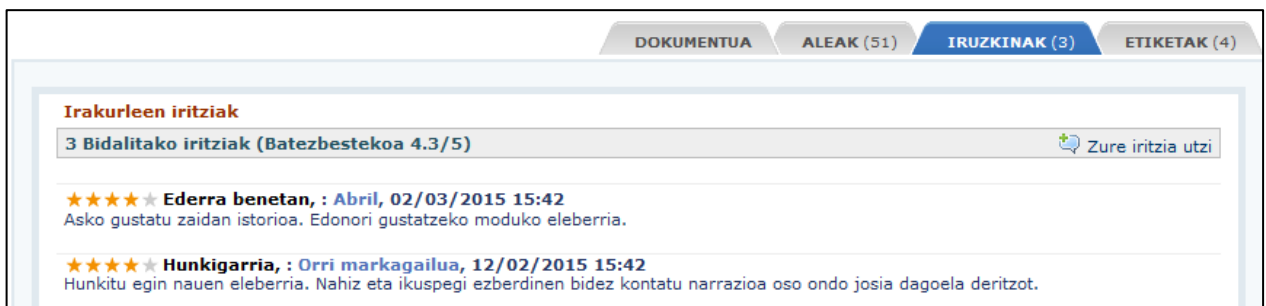 DOKUMENTUA ALEAK (51) IRUZKINAK (3) ETIKETAK (4)
Irakurleen iritziak
3 Bidalitako iritziak (Batezbestekoa 4.3/5) Zure iritzia utzi
★★★★★ Ederra benetan, : Abril, 02/03/2015 15:42
Asko gustatu zaidan istorioa. Edonori gustatzeko moduko eleberria.
★★★★★ Hunkigarria, : Orri markagailua, 12/02/2015 15:42
Hunkitu egin nauen eleberria. Nahiz eta ikuspegi ezberdinen bidez kontatu narrazioa oso ondo josia dagoela deritzot.